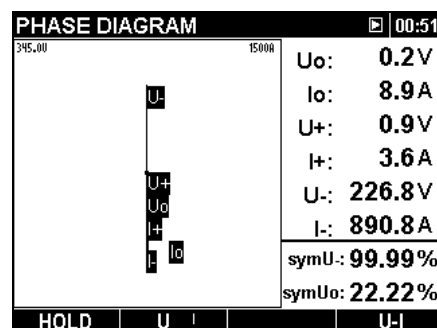 PHASE DIAGRAM 00:51
345.0U 1500A
Uo: 0.2V
Io: 8.9A
U+: 0.9V
I+: 3.6A
U-: 226.8V
I-: 890.8A
symU-: 99.99%
symUo: 22.22%
U-
U+
Uo
I+
Io
I-
HOLD U I U-I